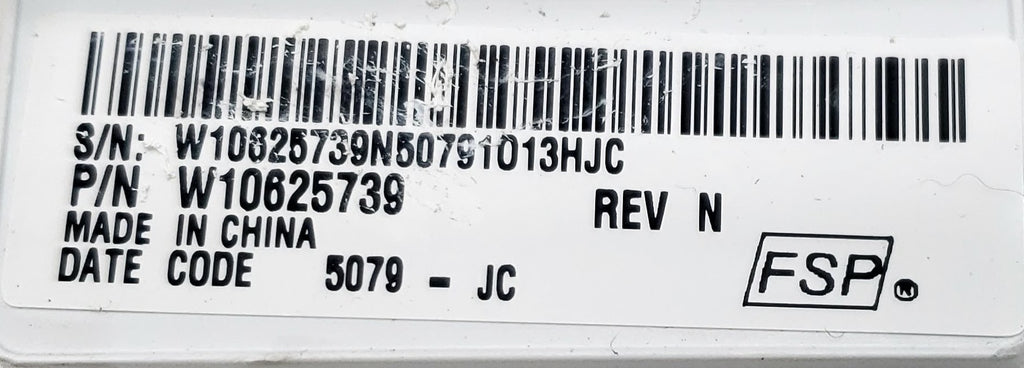 S/N: W10625739N50791013HJC
P/N W10625739
REV N
MADE IN CHINA
DATE CODE 5079 - JC
FSP